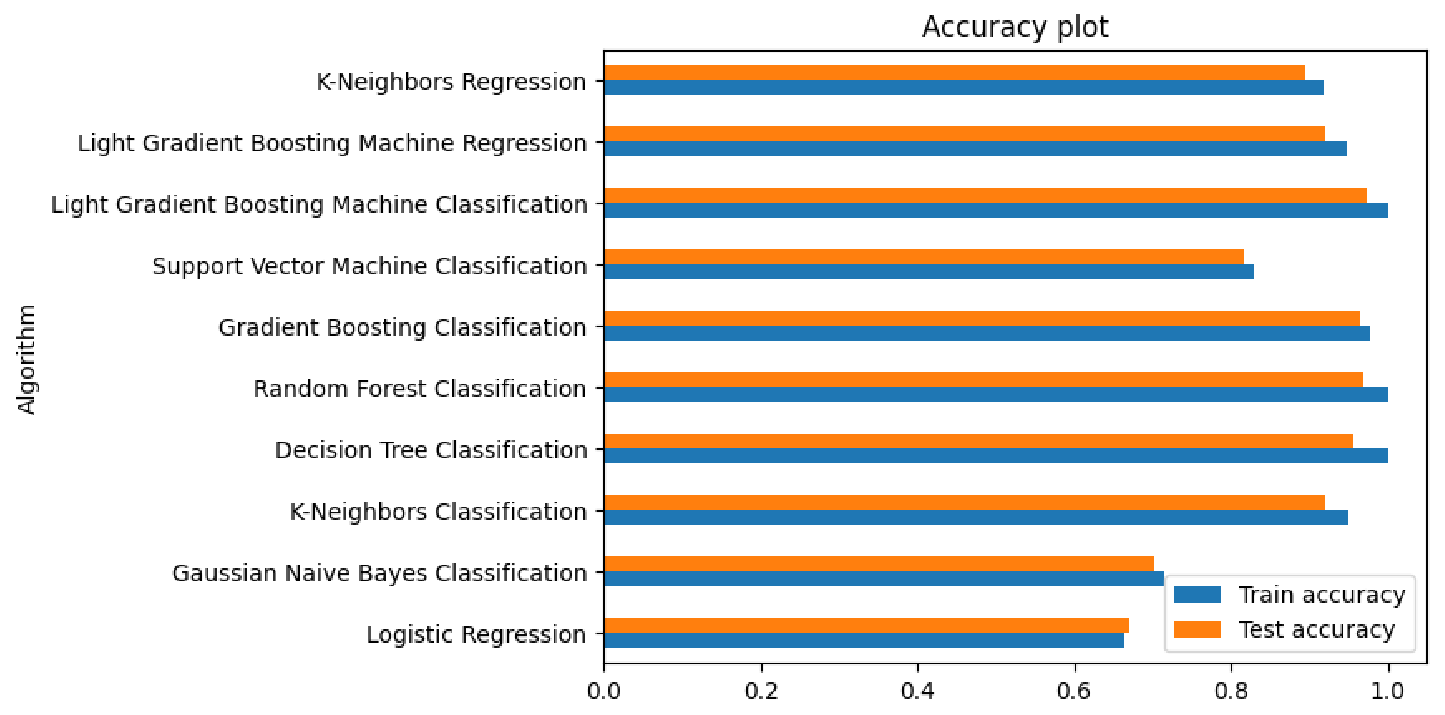 Accuracy plot
K-Neighbors Regression
Light Gradient Boosting Machine Regression
Light Gradient Boosting Machine Classification
Support Vector Machine Classification
Gradient Boosting Classification
Random Forest Classification
Decision Tree Classification
K-Neighbors Classification
Gaussian Naive Bayes Classification
Logistic Regression
Algorithm
Train accuracy
Test accuracy
0.0 0.2 0.4 0.6 0.8 1.0